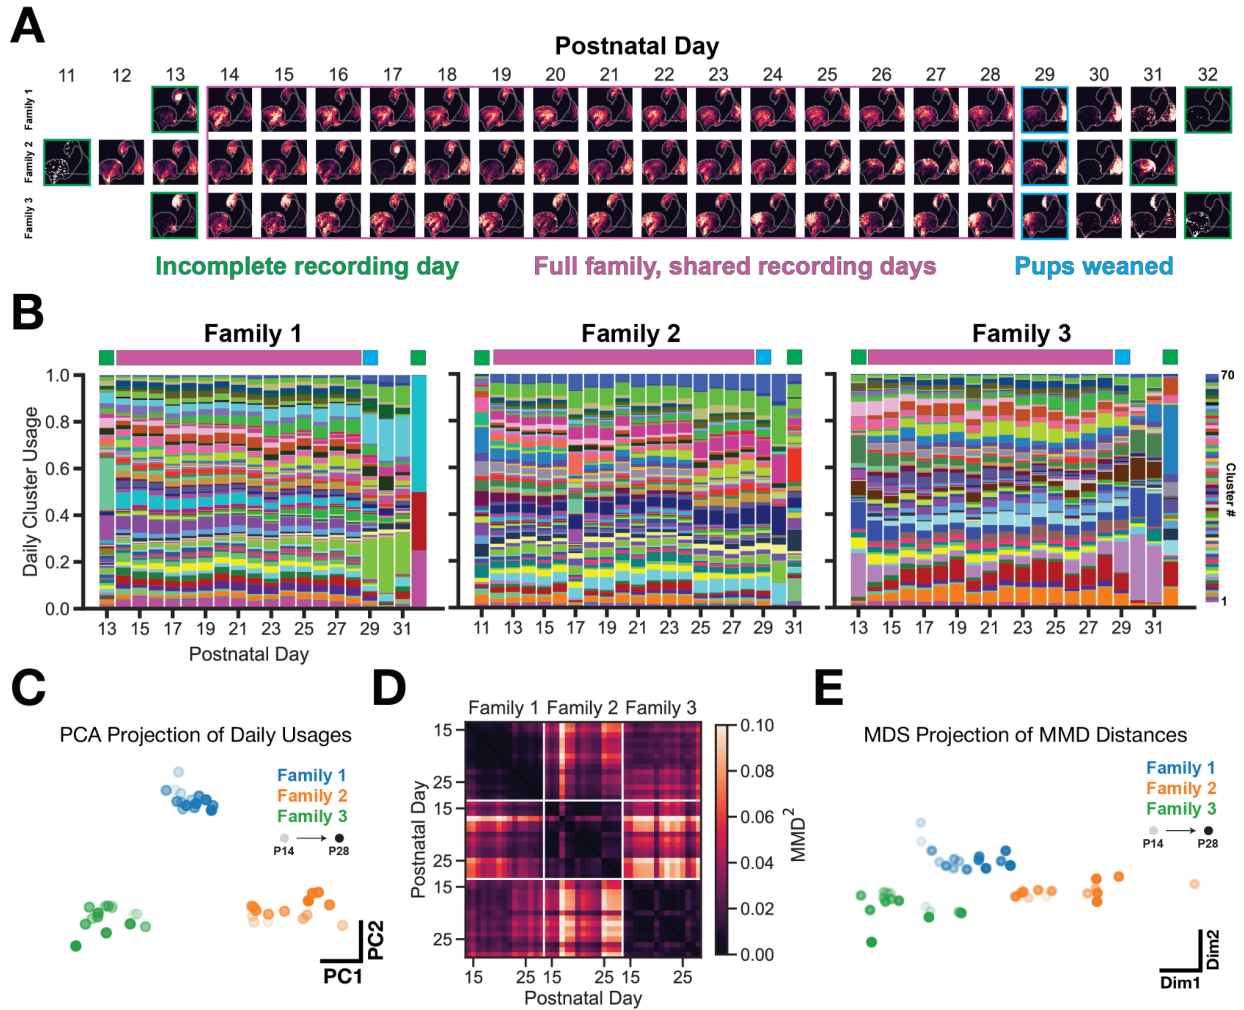 A
Postnatal Day
11 12 13 14 15 16 17 18 19 20 21 22 23 24 25 26 27 28 29 30 31 32
Family 1
Family 2
Family 3
Incomplete recording day
Full family, shared recording days
Pups weaned
B
Family 1
Family 2
Family 3
Daily Cluster Usage
1.0
0.8
0.6
0.4
0.2
0.0
13 15 17 19 21 23 25 27 29 31
11 13 15 17 19 21 23 25 27 29 31
13 15 17 19 21 23 25 27 29 31
Postnatal Day
70
Cluster #
1
C
PCA Projection of Daily Usages
Family 1
Family 2
Family 3
P14
P28
PC1
PC2
D
Family 1 Family 2 Family 3
Postnatal Day
15
25
15
25
15
25
15 25 15 25 15 25
Postnatal Day
0.10
0.08
0.06
0.04
0.02
0.00
MMD²
E
MDS Projection of MMD Distances
Family 1
Family 2
Family 3
P14
P28
Dim1
Dim2